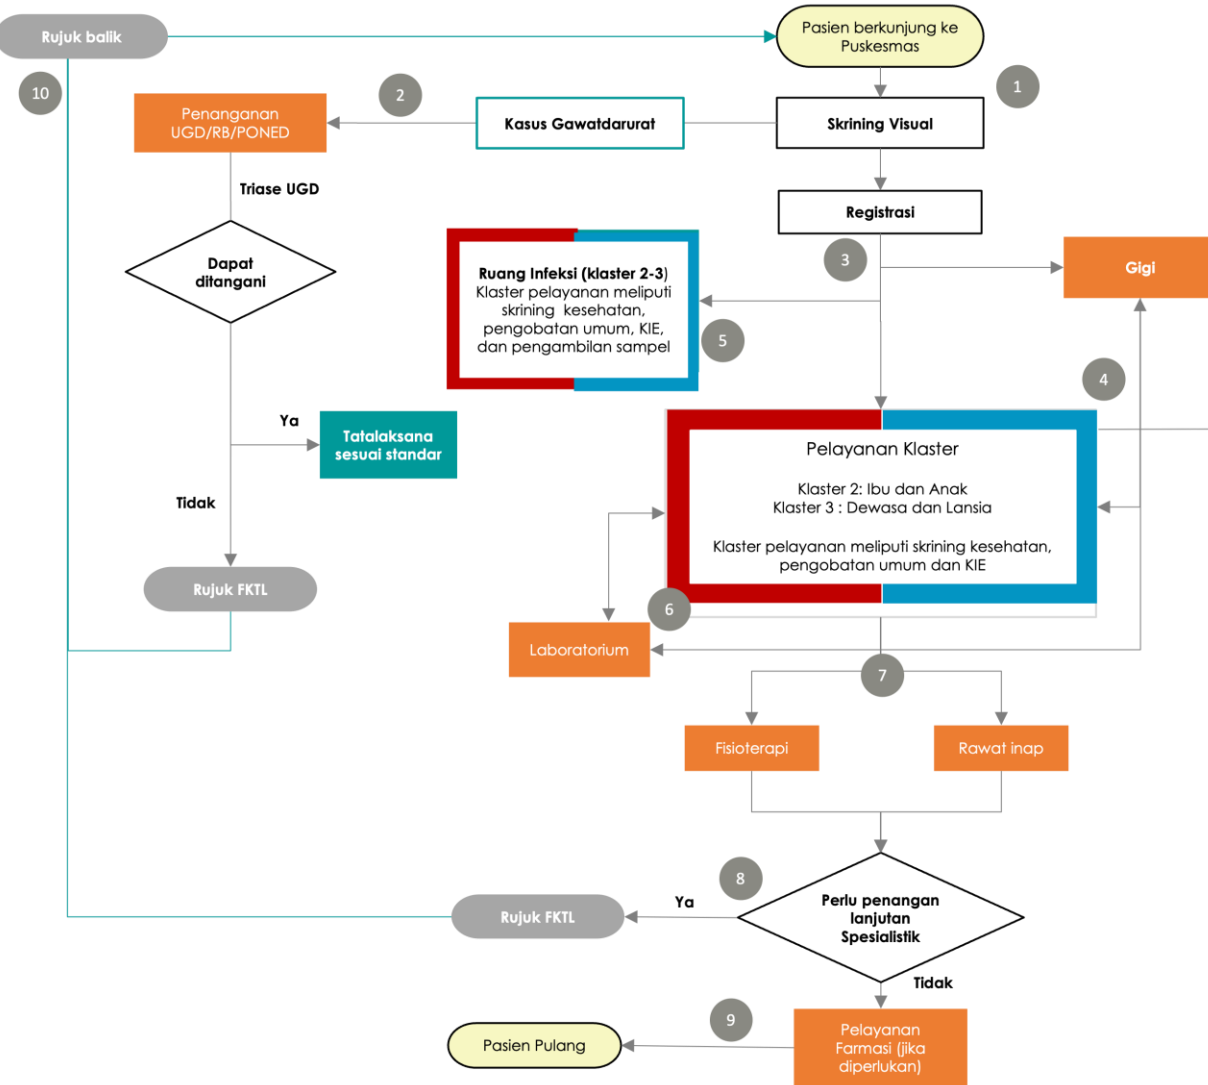 Rujuk balik
Pasien berkunjung ke
Puskesmas
10
2
1
Penanganan
UGD/RB/PONED
Kasus Gawatdarurat
Skrining Visual
Triase UGD
Registrasi
Dapat
ditangani
3
Gigi
Ruang Infeksi (klaster 2-3)
Klaster pelayanan meliputi
skrining kesehatan,
pengobatan umum, KIE,
dan pengambilan sampel
5
4
Ya
Tatalaksana
sesuai standar
Pelayanan Klaster
Klaster 2: Ibu dan Anak
Klaster 3 : Dewasa dan Lansia
Klaster pelayanan meliputi skrining kesehatan,
pengobatan umum dan KIE
Tidak
Rujuk FKTL
6
Laboratorium
7
Fisioterapi
Rawat inap
8
Perlu penangan
lanjutan
Spesialistik
Ya
Rujuk FKTL
Tidak
9
Pelayanan
Farmasi (jika
diperlukan)
Pasien Pulang